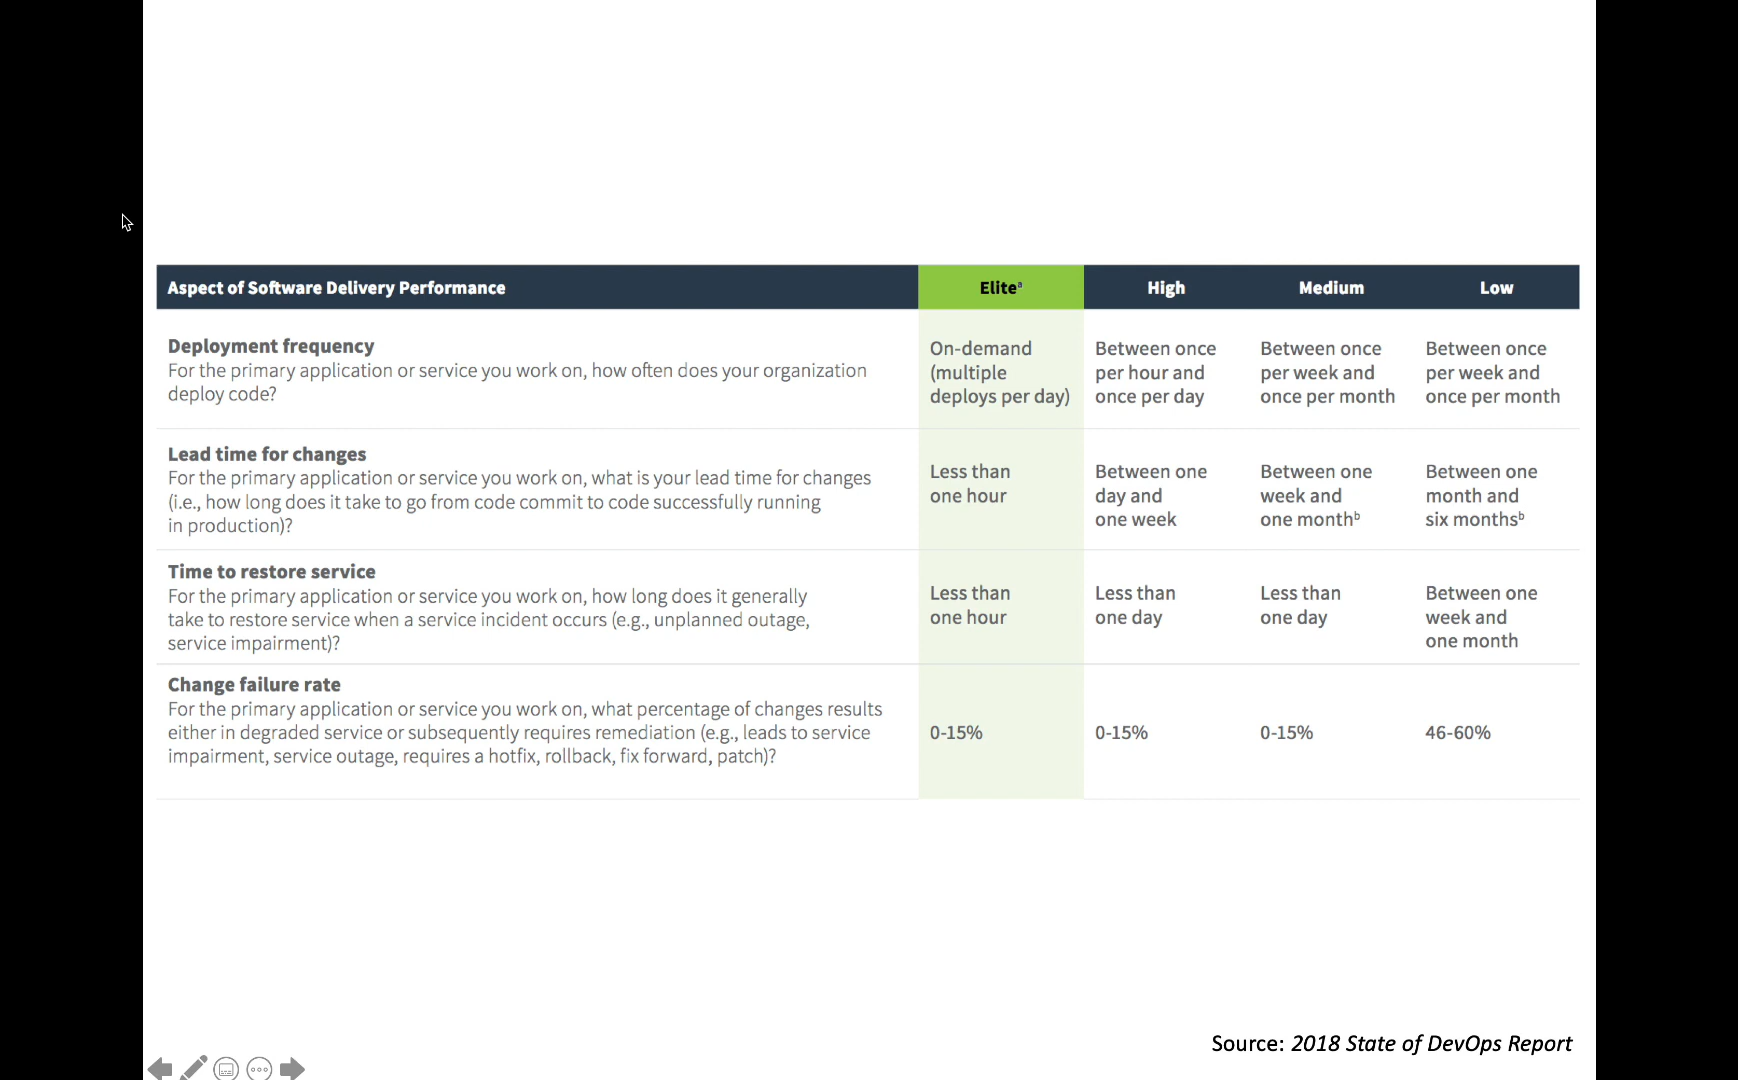 Aspect of Software Delivery Performance Eliteᵃ High Medium Low
Deployment frequency
For the primary application or service you work on, how often does your organization
deploy code?
On-demand
(multiple
deploys per day)
Between once
per hour and
once per day
Between once
per week and
once per month
Between once
per week and
once per month
Lead time for changes
For the primary application or service you work on, what is your lead time for changes
(i.e., how long does it take to go from code commit to code successfully running
in production)?
Less than
one hour
Between one
day and
one week
Between one
week and
one monthᵇ
Between one
month and
six monthsᵇ
Time to restore service
For the primary application or service you work on, how long does it generally
take to restore service when a service incident occurs (e.g., unplanned outage,
service impairment)?
Less than
one hour
Less than
one day
Less than
one day
Between one
week and
one month
Change failure rate
For the primary application or service you work on, what percentage of changes results
either in degraded service or subsequently requires remediation (e.g., leads to service
impairment, service outage, requires a hotfix, rollback, fix forward, patch)?
0-15%
0-15%
0-15%
46-60%
Source: 2018 State of DevOps Report